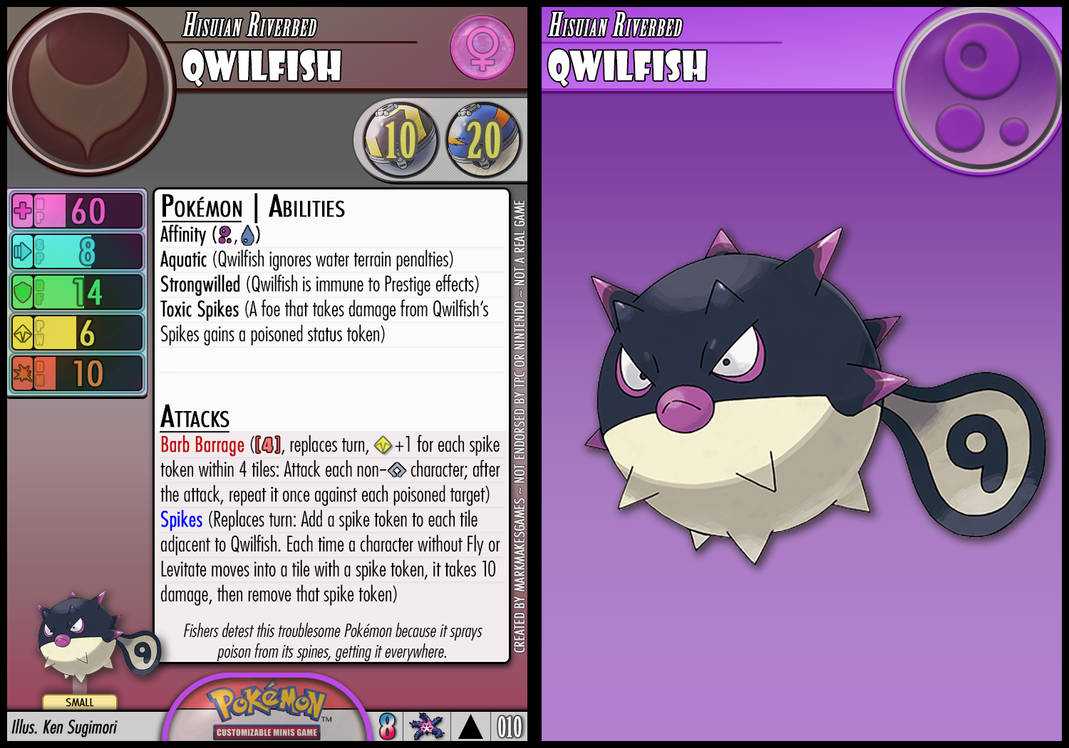 Hisuian Riverbed
QWILFISH
10 20
60
8
14
6
10
Pokémon | Abilities
Affinity ( , )
Aquatic (Qwilfish ignores water terrain penalties)
Strongwilled (Qwilfish is immune to Prestige effects)
Toxic Spikes (A foe that takes damage from Qwilfish's
Spikes gains a poisoned status token)
Attacks
Barb Barrage ([4], replaces turn, +1 for each spike
token within 4 tiles: Attack each non- character; after
the attack, repeat it once against each poisoned target)
Spikes (Replaces turn: Add a spike token to each tile
adjacent to Qwilfish. Each time a character without Fly or
Levitate moves into a tile with a spike token, it takes 10
damage, then remove that spike token)
Fishers detest this troublesome Pokémon because it sprays
poison from its spines, getting it everywhere.
CREATED BY MARKMAKESGAMES ~ NOT ENDORSED BY TPC OR NINTENDO ~ NOT A REAL GAME
SMALL
Illus. Ken Sugimori
POKéMON TM
CUSTOMIZABLE MINIS GAME
8
010
Hisuian Riverbed
QWILFISH